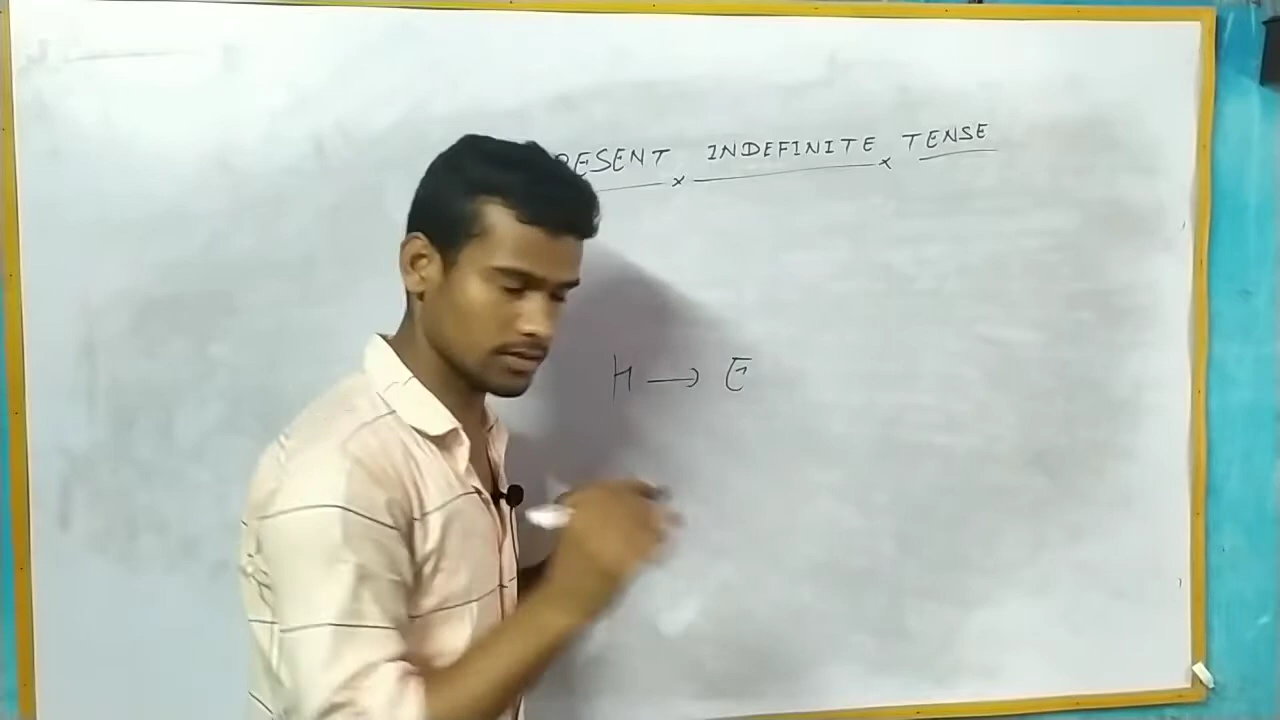 RESENT INDEFINITE TENSE
H → E